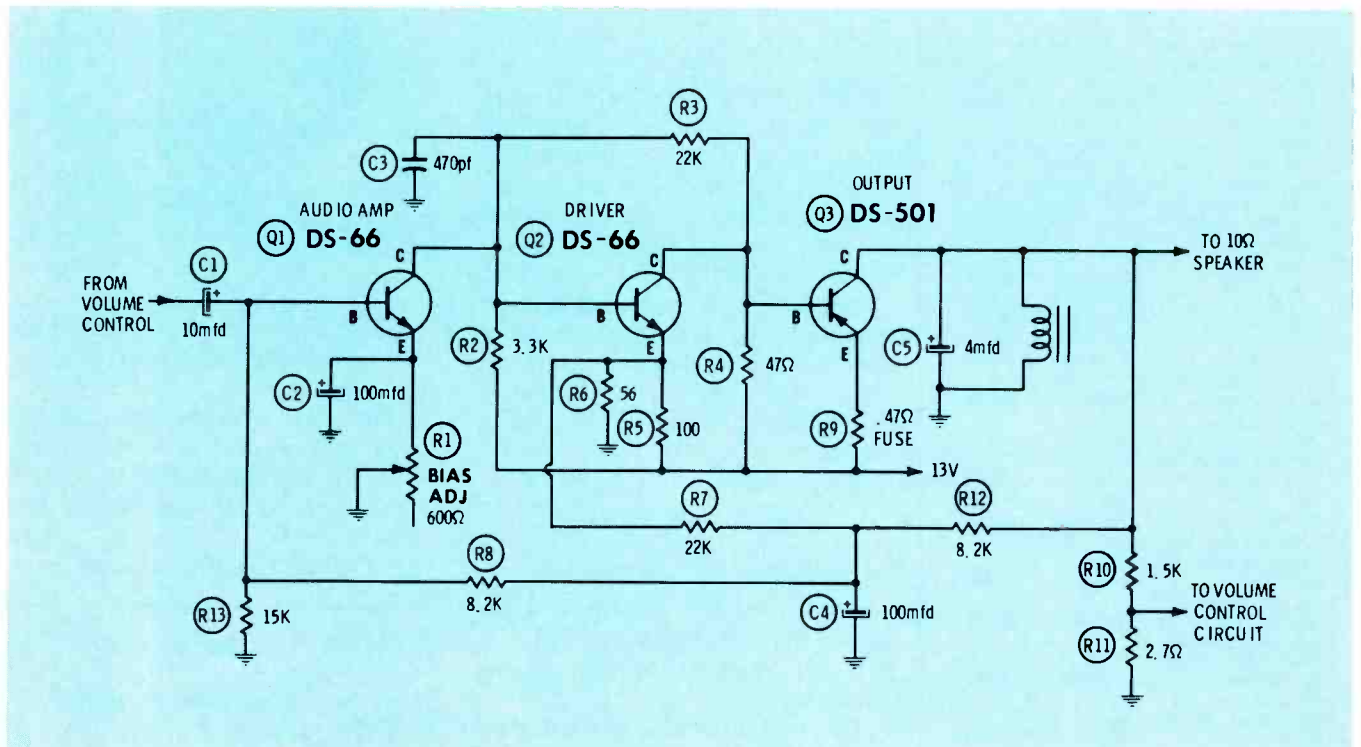 R3
22K
C3
470pf
OUTPUT
Q3 DS-501
AUDIO AMP
Q1 DS-66
DRIVER
Q2 DS-66
C
C
C
TO 10Ω
SPEAKER
FROM
VOLUME
CONTROL
C1
+
10mfd
B
B
B
E
E
E
R2
3.3K
R4
47Ω
C5
+
4mfd
C2
+
100mfd
R6
56
R5
100
R9
.47Ω
FUSE
R1
BIAS
ADJ
600Ω
13V
R7
22K
R12
8.2K
R8
8.2K
R10
1.5K
R13
15K
C4
+
100mfd
TO VOLUME
CONTROL
CIRCUIT
R11
2.7Ω